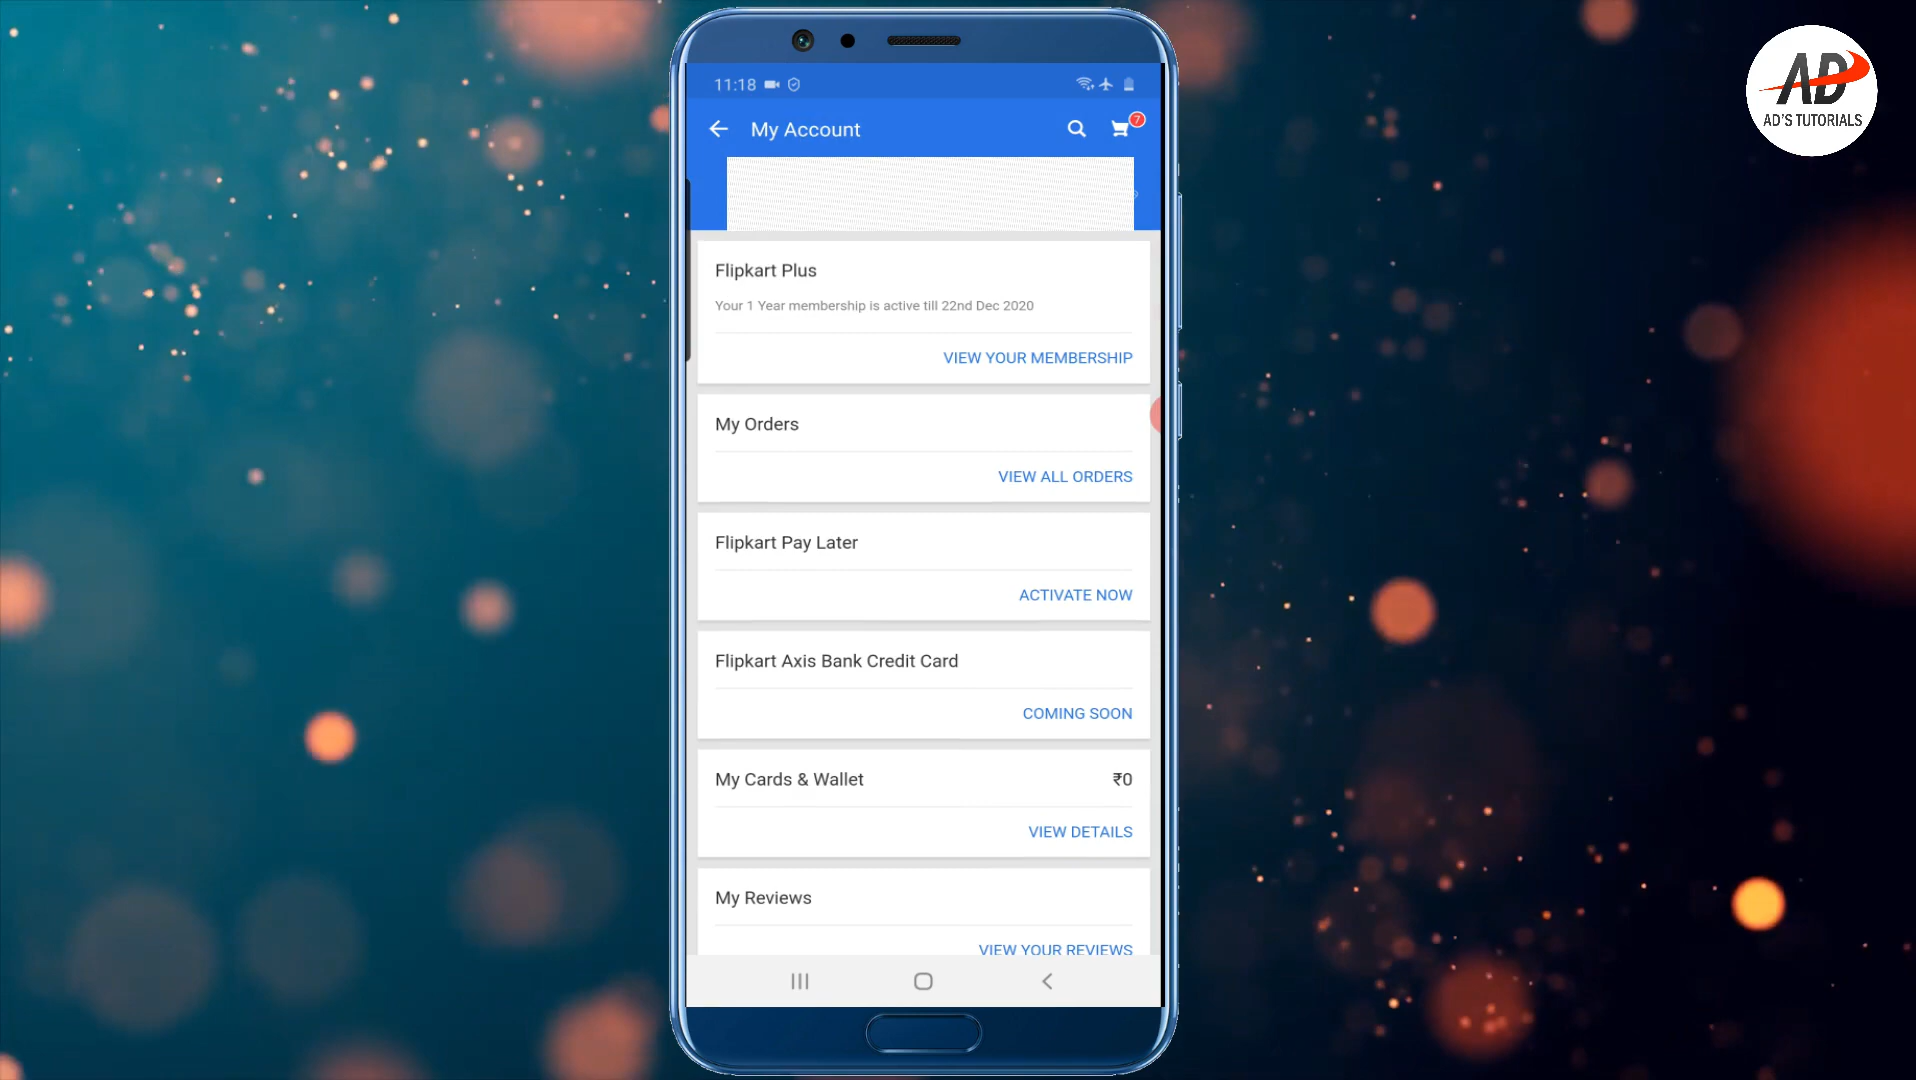 11:18
My Account
7
Flipkart Plus
Your 1 Year membership is active till 22nd Dec 2020
VIEW YOUR MEMBERSHIP
My Orders
VIEW ALL ORDERS
Flipkart Pay Later
ACTIVATE NOW
Flipkart Axis Bank Credit Card
COMING SOON
My Cards & Wallet ₹0
VIEW DETAILS
My Reviews
VIEW YOUR REVIEWS
AD
AD'S TUTORIALS